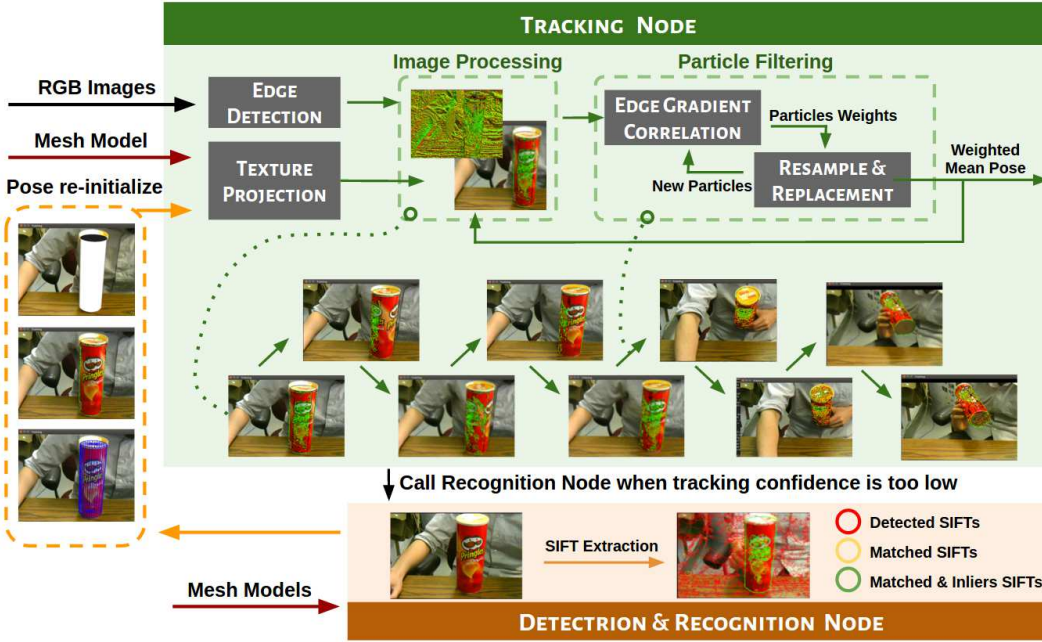 TRACKING NODE
Image Processing
Particle Filtering
RGB Images
EDGE
DETECTION
EDGE GRADIENT
CORRELATION
Particles Weights
Mesh Model
TEXTURE
PROJECTION
New Particles
RESAMPLE &
REPLACEMENT
Weighted
Mean Pose
Pose re-initialize
Call Recognition Node when tracking confidence is too low
SIFT Extraction
Detected SIFTs
Matched SIFTs
Matched & Inliers SIFTs
Mesh Models
DETECTRION & RECOGNITION NODE
Pringles